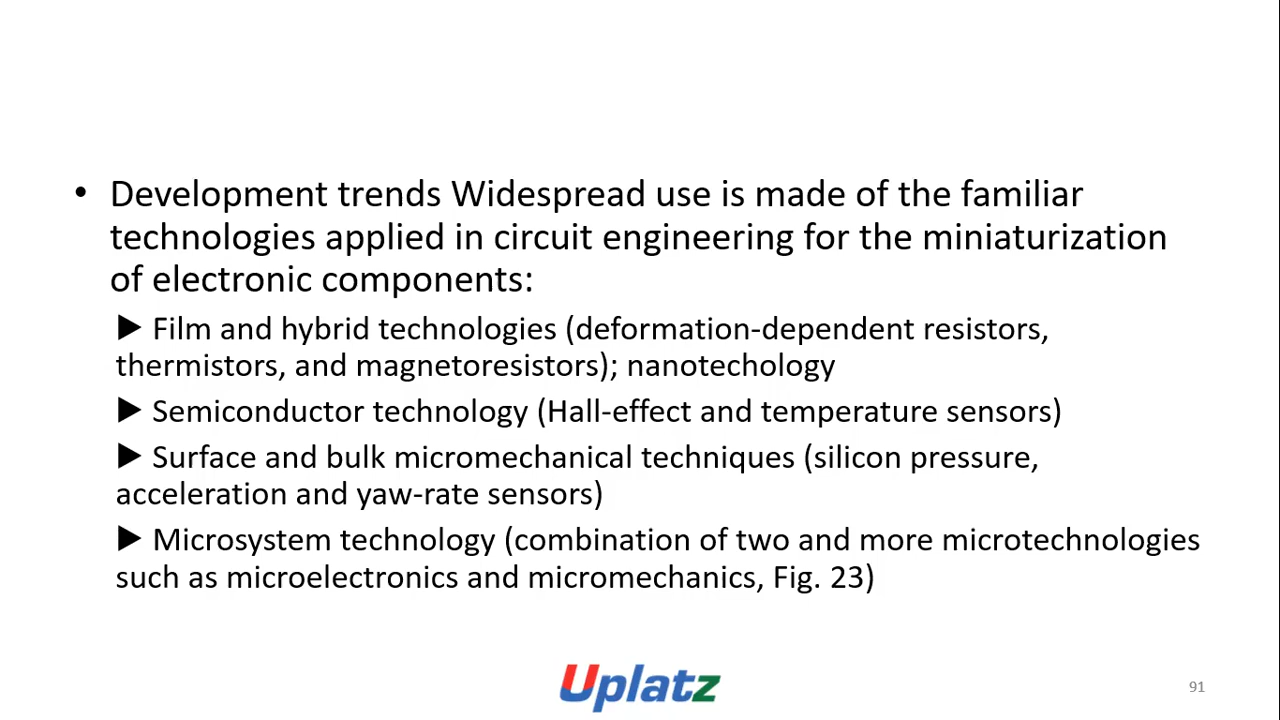 • Development trends Widespread use is made of the familiar
technologies applied in circuit engineering for the miniaturization
of electronic components:
▶ Film and hybrid technologies (deformation-dependent resistors,
thermistors, and magnetoresistors); nanotechology
▶ Semiconductor technology (Hall-effect and temperature sensors)
▶ Surface and bulk micromechanical techniques (silicon pressure,
acceleration and yaw-rate sensors)
▶ Microsystem technology (combination of two and more microtechnologies
such as microelectronics and micromechanics, Fig. 23)
Uplatz
91